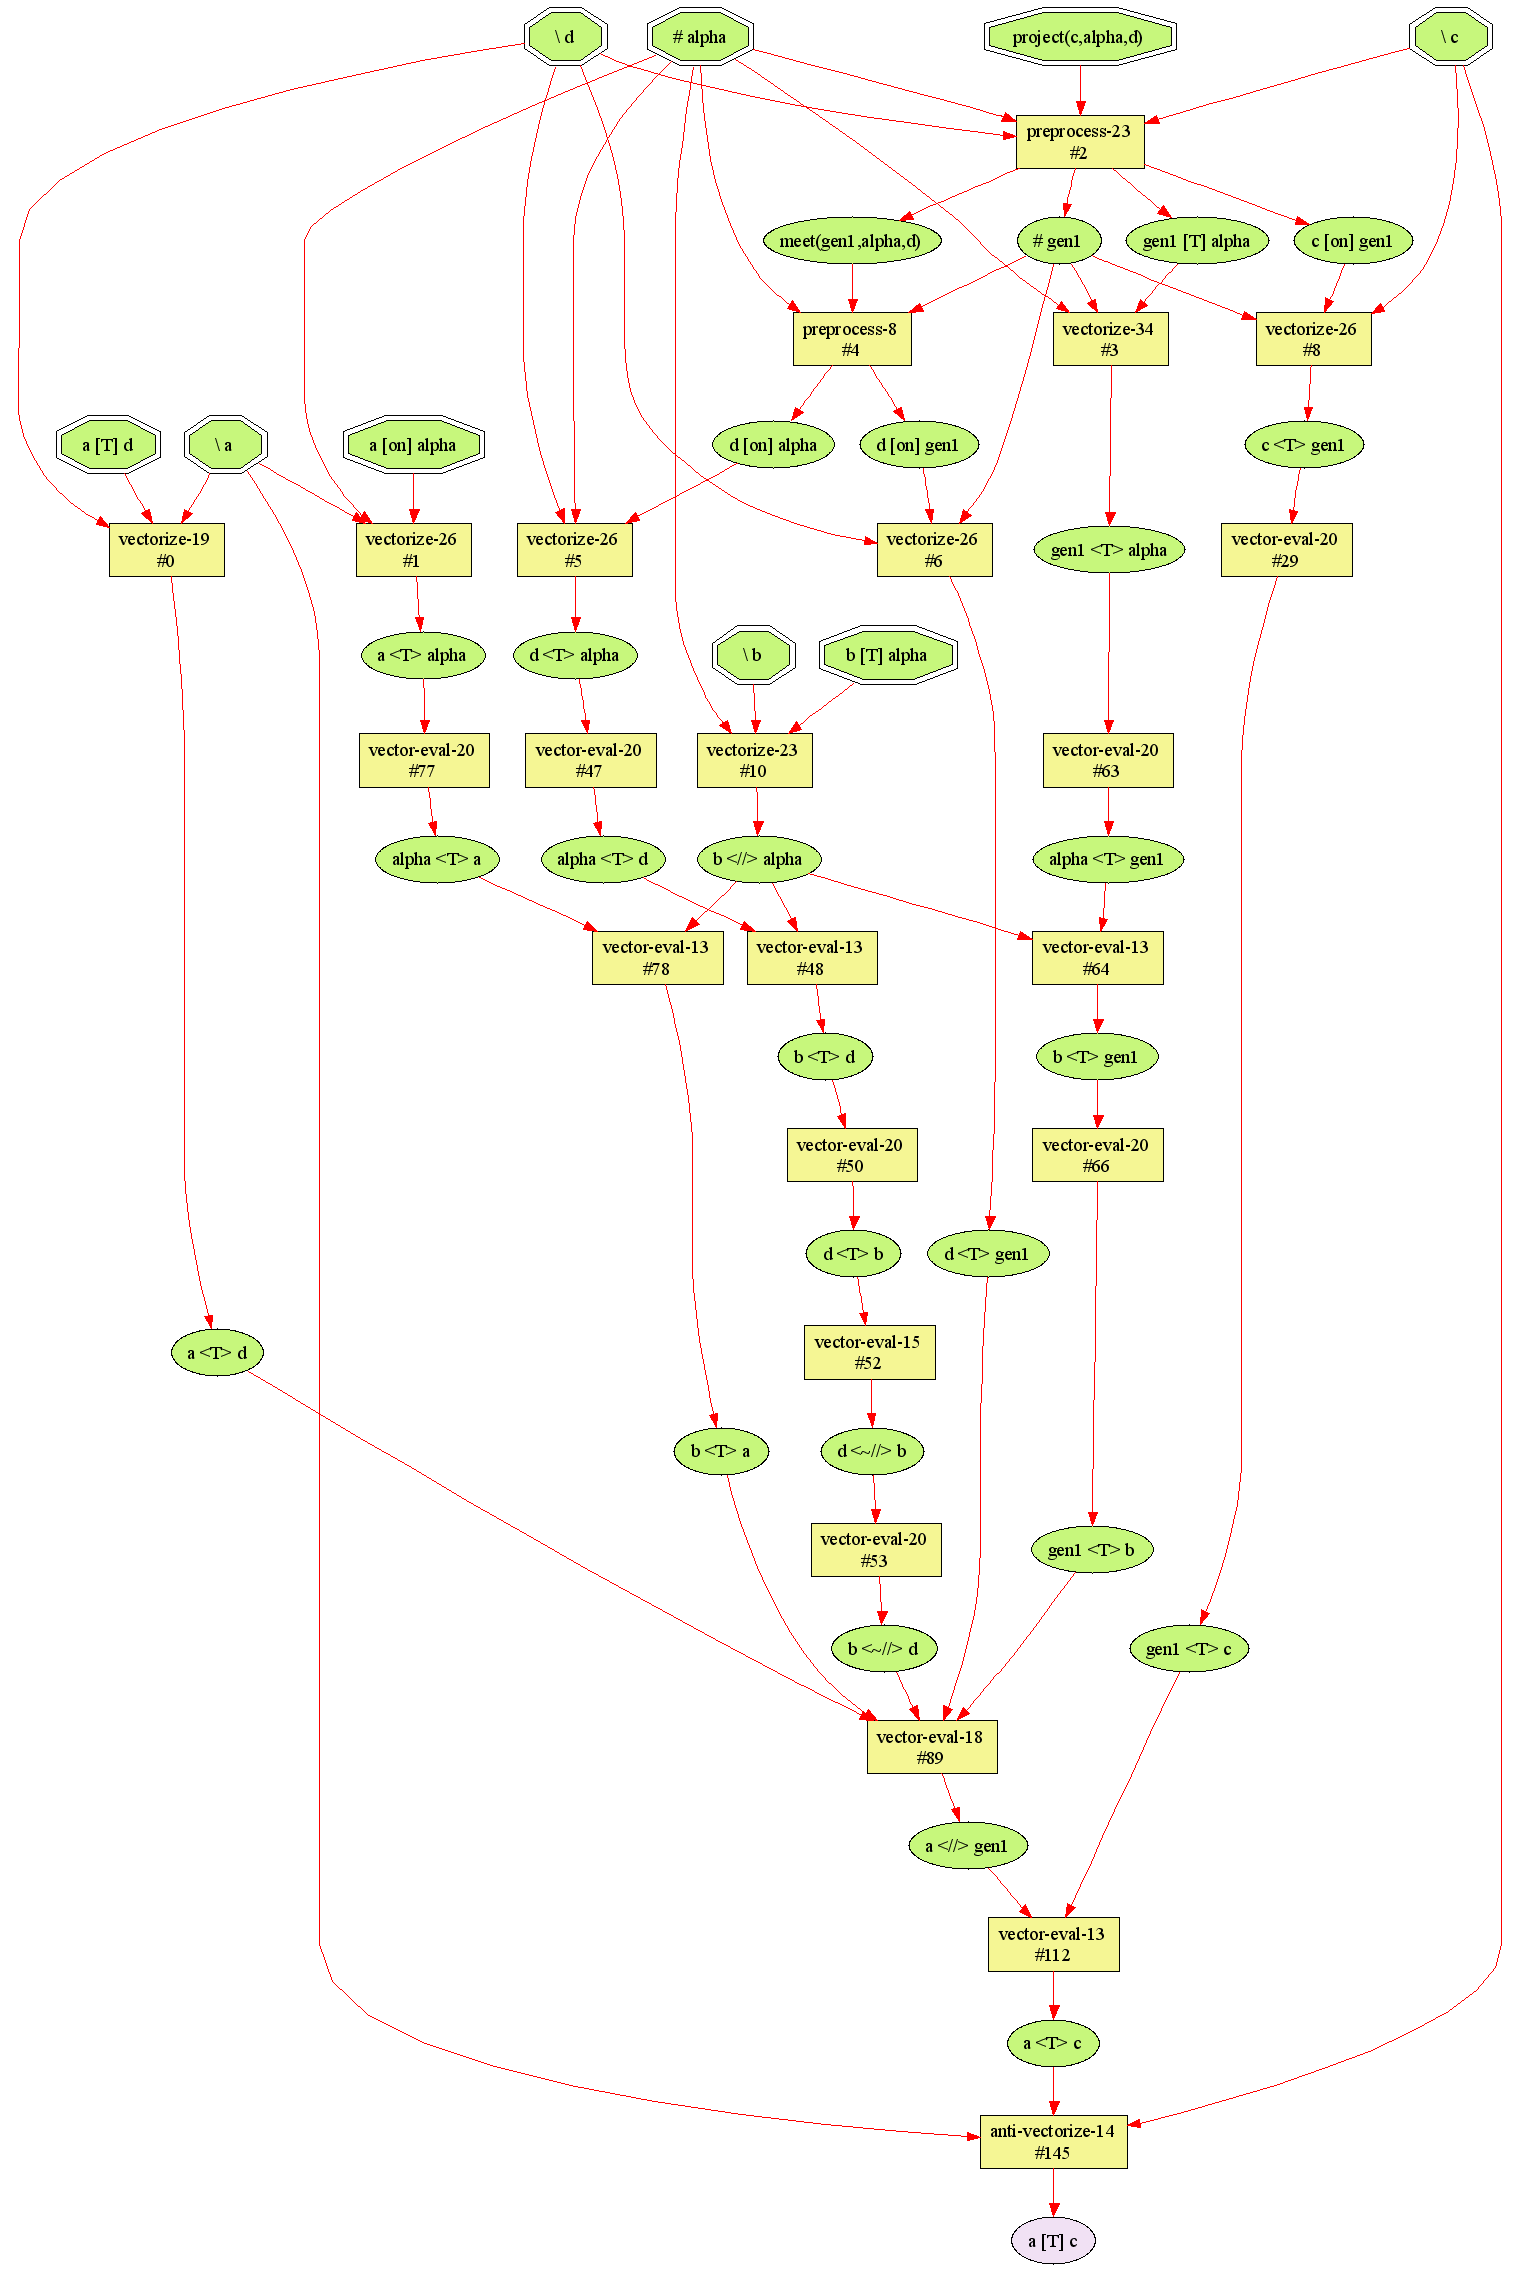 \ d
# alpha
project(c,alpha,d)
\ c
preprocess-23
#2
meet(gen1,alpha,d)
# gen1
gen1 [T] alpha
c [on] gen1
preprocess-8
#4
vectorize-34
#3
vectorize-26
#8
a [T] d
\ a
a [on] alpha
d [on] alpha
d [on] gen1
c <T> gen1
vectorize-19
#0
vectorize-26
#1
vectorize-26
#5
vectorize-26
#6
gen1 <T> alpha
vector-eval-20
#29
a <T> alpha
d <T> alpha
\ b
b [T] alpha
vector-eval-20
#77
vector-eval-20
#47
vectorize-23
#10
vector-eval-20
#63
alpha <T> a
alpha <T> d
b <//> alpha
alpha <T> gen1
vector-eval-13
#78
vector-eval-13
#48
vector-eval-13
#64
b <T> d
b <T> gen1
vector-eval-20
#50
vector-eval-20
#66
d <T> b
d <T> gen1
vector-eval-15
#52
a <T> d
b <T> a
d <~//> b
vector-eval-20
#53
gen1 <T> b
b <~//> d
gen1 <T> c
vector-eval-18
#89
a <//> gen1
vector-eval-13
#112
a <T> c
anti-vectorize-14
#145
a [T] c